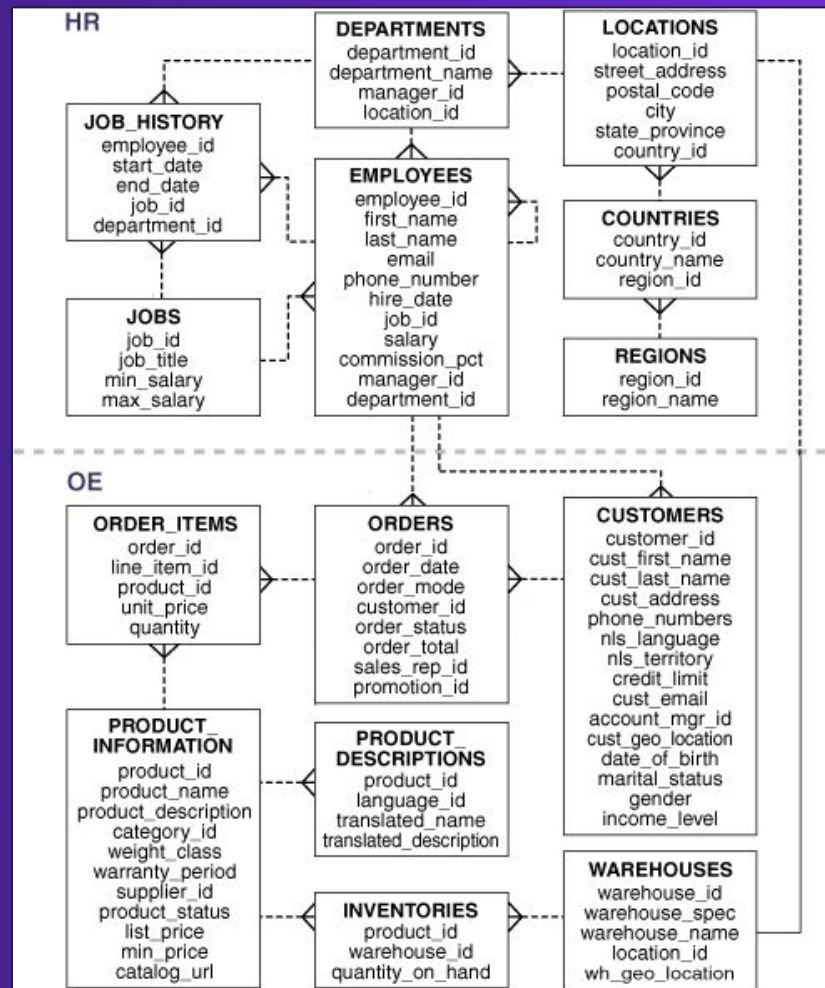 HR
DEPARTMENTS
department_id
department_name
manager_id
location_id
LOCATIONS
location_id
street_address
postal_code
city
state_province
country_id
JOB_HISTORY
employee_id
start_date
end_date
job_id
department_id
EMPLOYEES
employee_id
first_name
last_name
email
phone_number
hire_date
job_id
salary
commission_pct
manager_id
department_id
COUNTRIES
country_id
country_name
region_id
JOBS
job_id
job_title
min_salary
max_salary
REGIONS
region_id
region_name
OE
ORDER_ITEMS
order_id
line_item_id
product_id
unit_price
quantity
ORDERS
order_id
order_date
order_mode
customer_id
order_status
order_total
sales_rep_id
promotion_id
CUSTOMERS
customer_id
cust_first_name
cust_last_name
cust_address
phone_numbers
nls_language
nls_territory
credit_limit
cust_email
account_mgr_id
cust_geo_location
date_of_birth
marital_status
gender
income_level
PRODUCT_
INFORMATION
product_id
product_name
product_description
category_id
weight_class
warranty_period
supplier_id
product_status
list_price
min_price
catalog_url
PRODUCT_
DESCRIPTIONS
product_id
language_id
translated_name
translated_description
INVENTORIES
product_id
warehouse_id
quantity_on_hand
WAREHOUSES
warehouse_id
warehouse_spec
warehouse_name
location_id
wh_geo_location